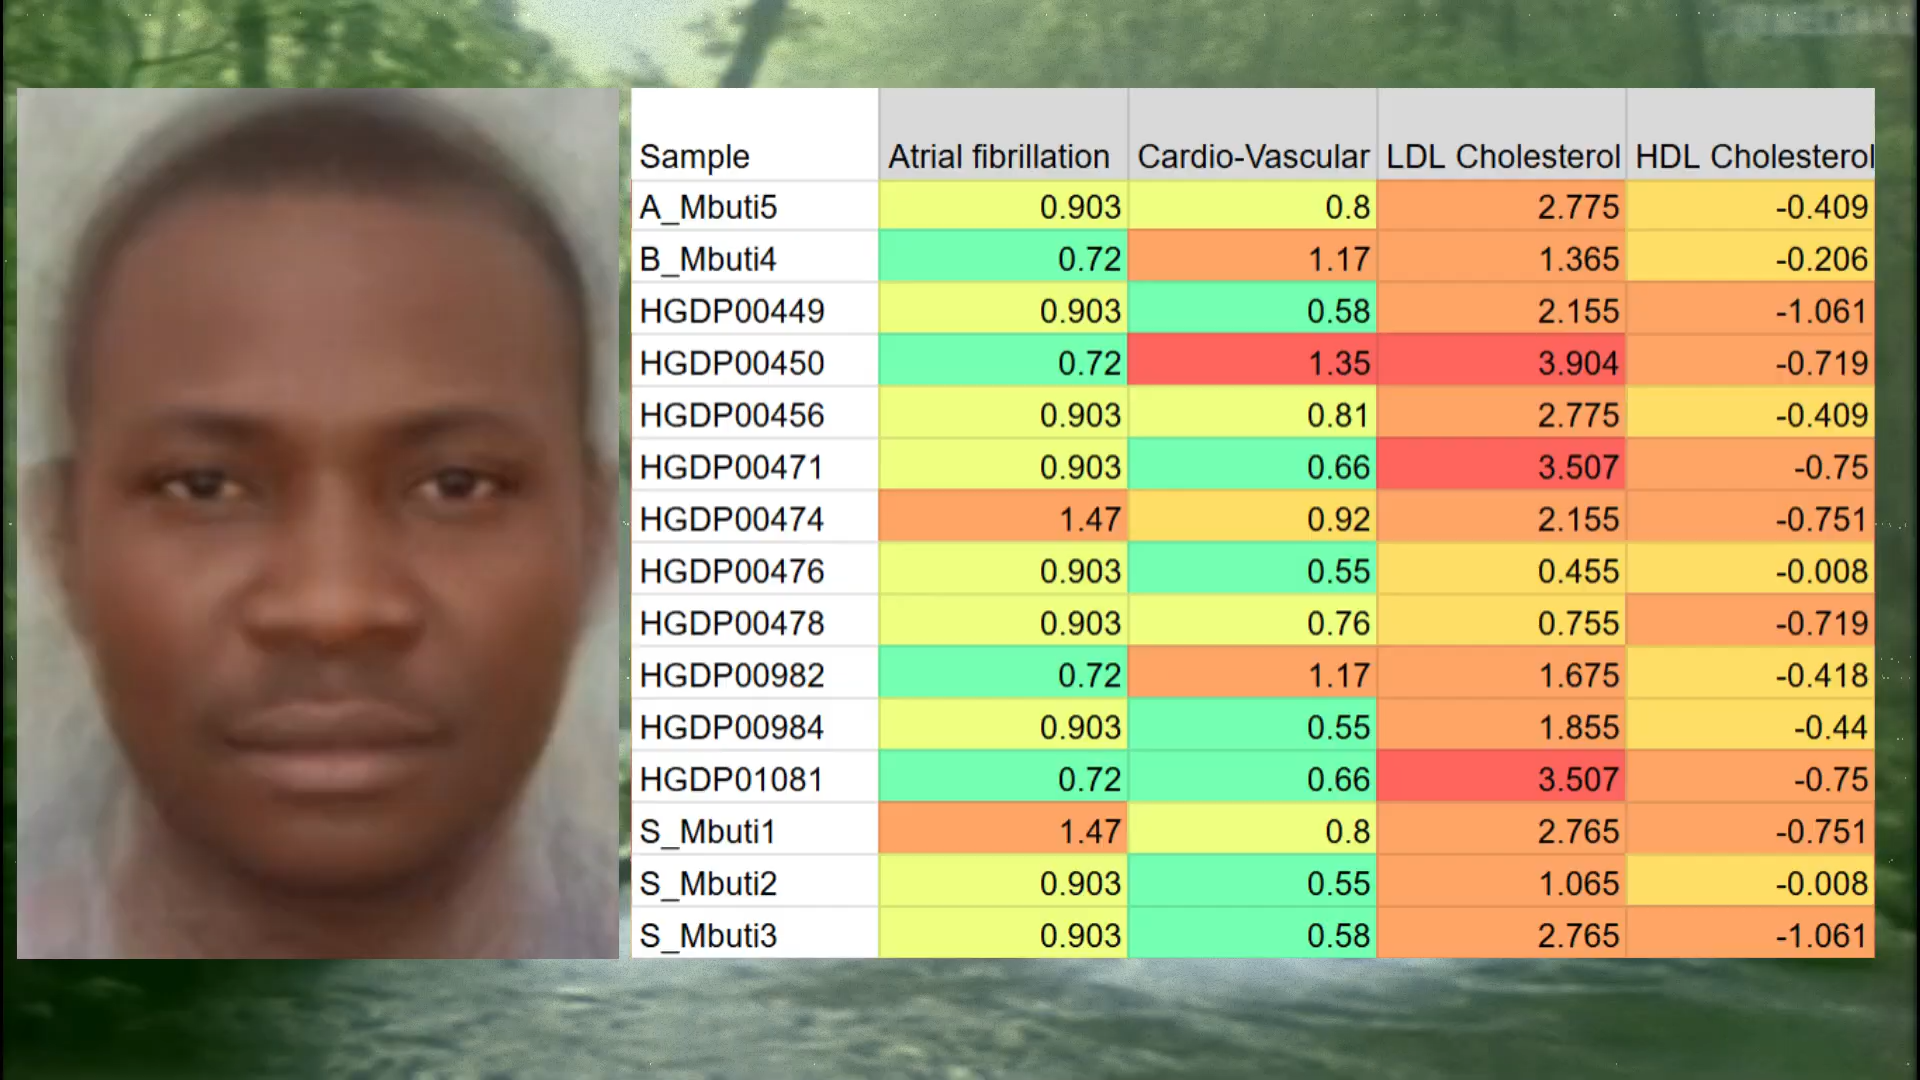 Sample Atrial fibrillation Cardio-Vascular LDL Cholesterol HDL Cholesterol
A_Mbuti5 0.903 0.8 2.775 -0.409
B_Mbuti4 0.72 1.17 1.365 -0.206
HGDP00449 0.903 0.58 2.155 -1.061
HGDP00450 0.72 1.35 3.904 -0.719
HGDP00456 0.903 0.81 2.775 -0.409
HGDP00471 0.903 0.66 3.507 -0.75
HGDP00474 1.47 0.92 2.155 -0.751
HGDP00476 0.903 0.55 0.455 -0.008
HGDP00478 0.903 0.76 0.755 -0.719
HGDP00982 0.72 1.17 1.675 -0.418
HGDP00984 0.903 0.55 1.855 -0.44
HGDP01081 0.72 0.66 3.507 -0.75
S_Mbuti1 1.47 0.8 2.765 -0.751
S_Mbuti2 0.903 0.55 1.065 -0.008
S_Mbuti3 0.903 0.58 2.765 -1.061